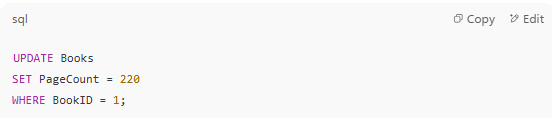 sql
Copy Edit
UPDATE Books
SET PageCount = 220
WHERE BookID = 1;